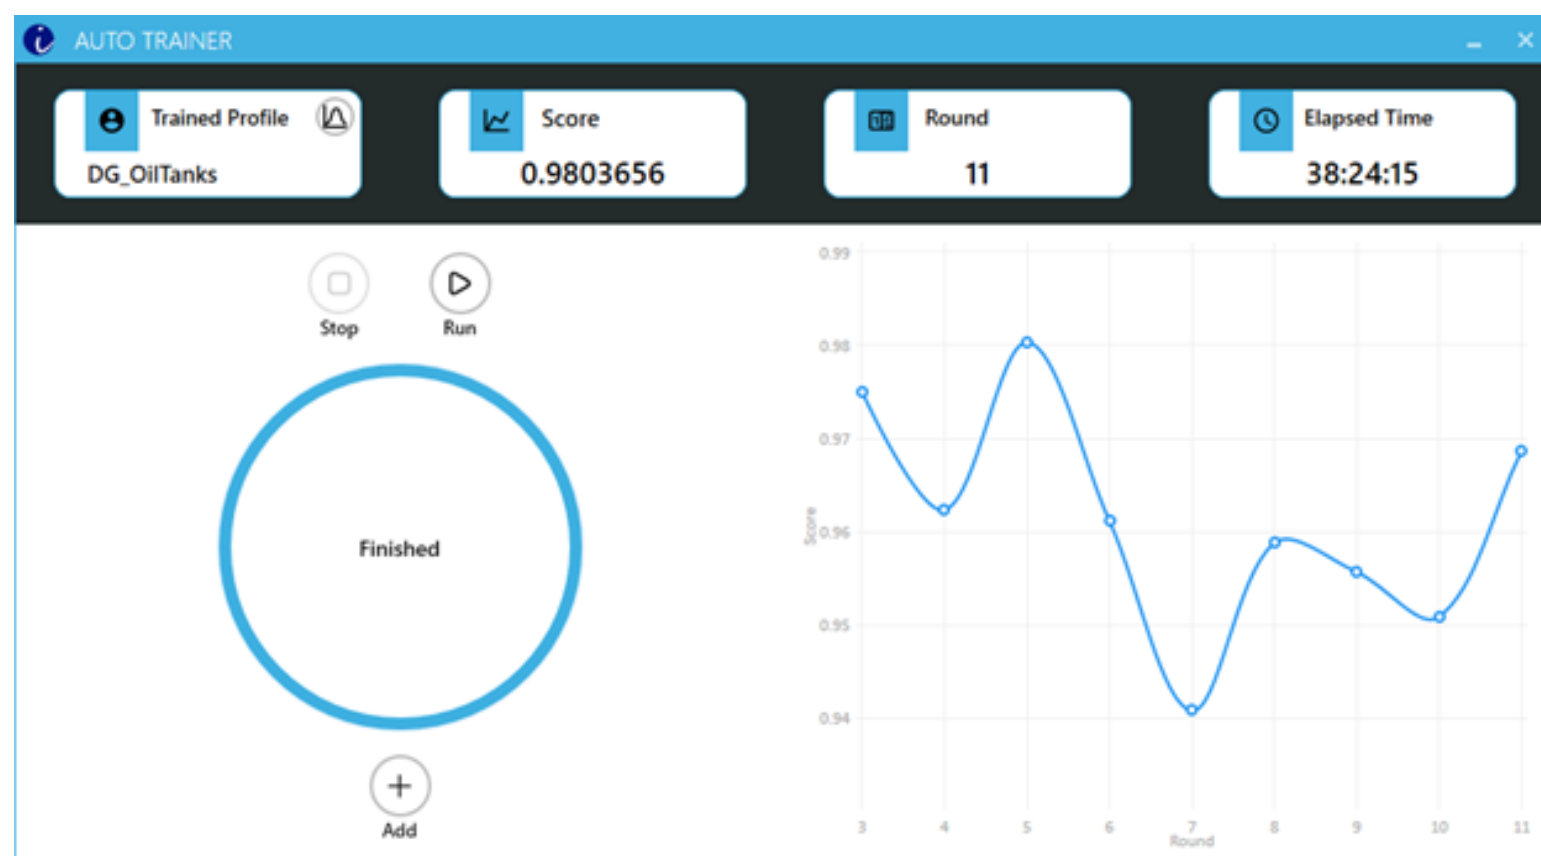 AUTO TRAINER
Trained Profile
DG_OilTanks
Score
0.9803656
Round
11
Elapsed Time
38:24:15
Stop
Run
Finished
Add
0.99
0.98
0.97
0.96
0.95
0.94
Score
3 4 5 6 7 8 9 10 11
Round